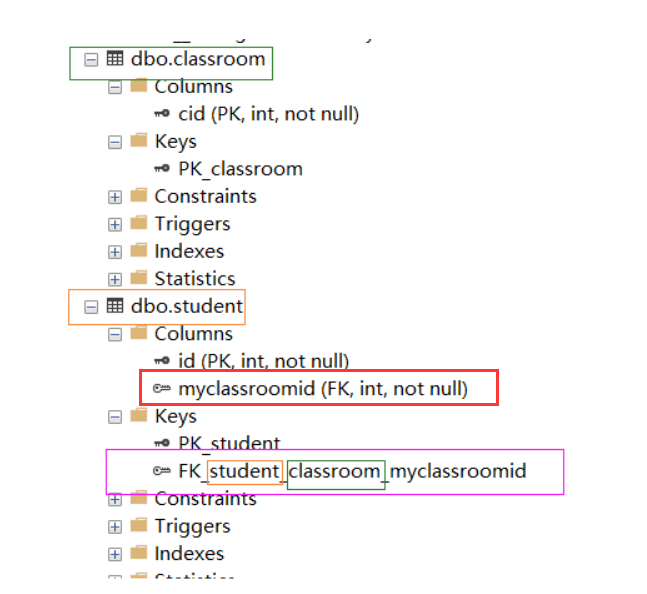 dbo.classroom
Columns
cid (PK, int, not null)
Keys
PK_classroom
Constraints
Triggers
Indexes
Statistics
dbo.student
Columns
id (PK, int, not null)
myclassroomid (FK, int, not null)
Keys
PK_student
FK_student_classroom_myclassroomid
Constraints
Triggers
Indexes